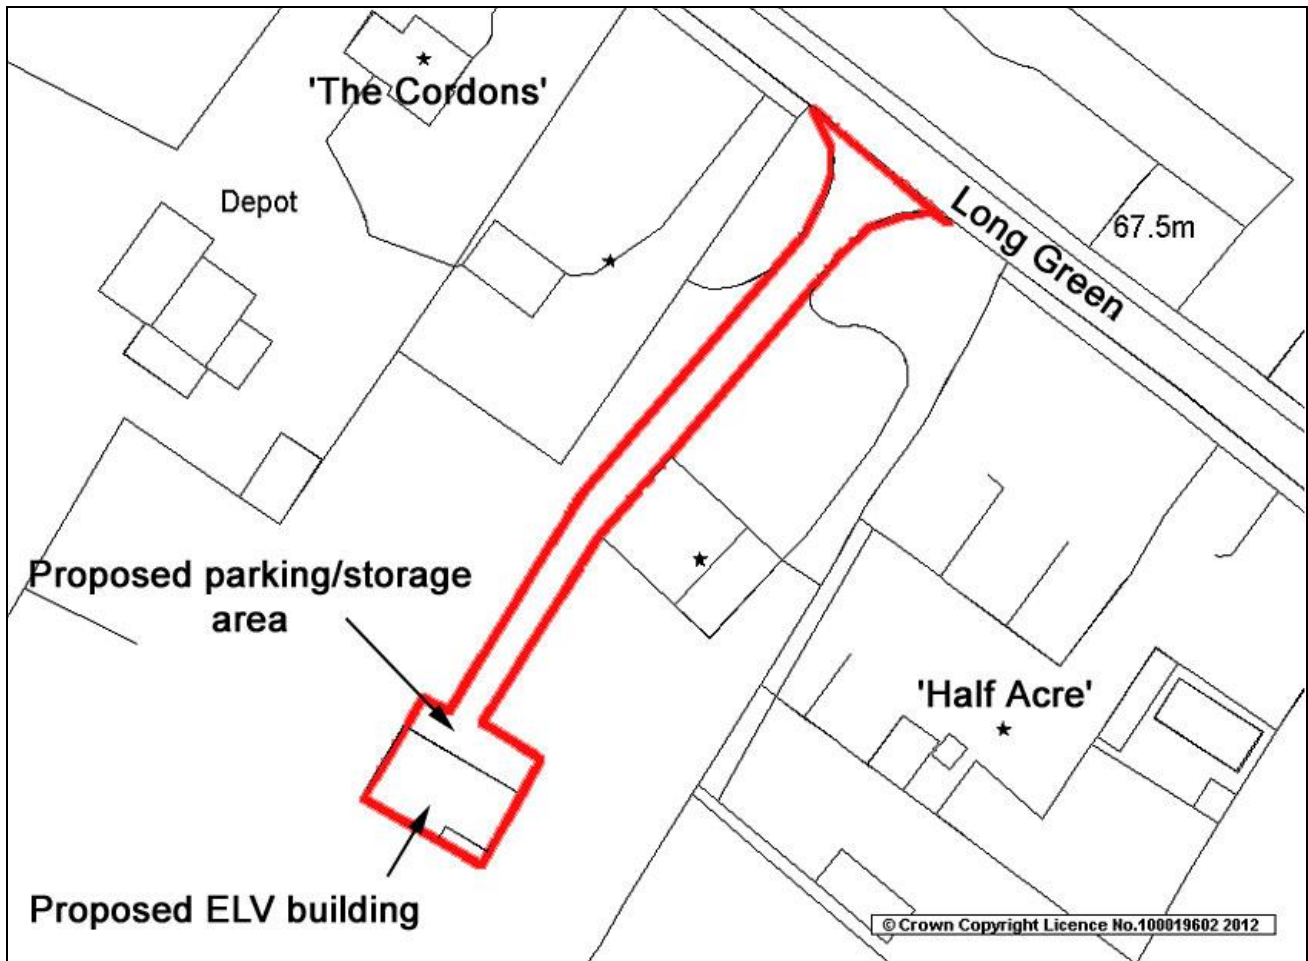 'The Cordons'
Depot
Long Green
67.5m
Proposed parking/storage
area
'Half Acre'
Proposed ELV building
© Crown Copyright Licence No.100019602 2012